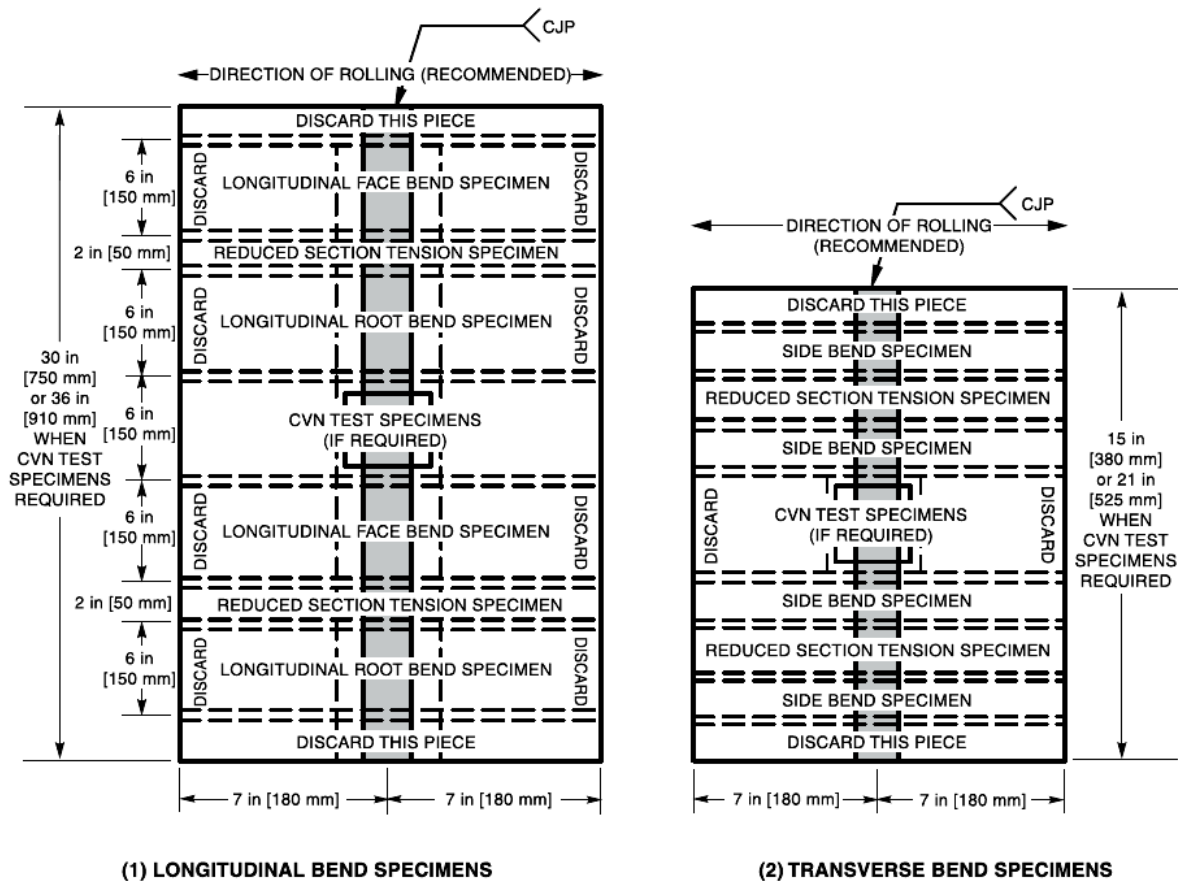 CJP
DIRECTION OF ROLLING (RECOMMENDED)
DISCARD THIS PIECE
6 in
[150 mm]
DISCARD
LONGITUDINAL FACE BEND SPECIMEN
DISCARD
2 in [50 mm]
REDUCED SECTION TENSION SPECIMEN
6 in
[150 mm]
DISCARD
LONGITUDINAL ROOT BEND SPECIMEN
DISCARD
30 in
[750 mm]
or 36 in
[910 mm]
WHEN
CVN TEST
SPECIMENS
REQUIRED
6 in
[150 mm]
CVN TEST SPECIMENS
(IF REQUIRED)
6 in
[150 mm]
DISCARD
LONGITUDINAL FACE BEND SPECIMEN
DISCARD
2 in [50 mm]
REDUCED SECTION TENSION SPECIMEN
6 in
[150 mm]
DISCARD
LONGITUDINAL ROOT BEND SPECIMEN
DISCARD
DISCARD THIS PIECE
7 in [180 mm]
7 in [180 mm]
(1) LONGITUDINAL BEND SPECIMENS
CJP
DIRECTION OF ROLLING
(RECOMMENDED)
DISCARD THIS PIECE
SIDE BEND SPECIMEN
REDUCED SECTION TENSION SPECIMEN
SIDE BEND SPECIMEN
DISCARD
CVN TEST SPECIMENS
(IF REQUIRED)
DISCARD
15 in
[380 mm]
or 21 in
[525 mm]
WHEN
CVN TEST
SPECIMENS
REQUIRED
SIDE BEND SPECIMEN
REDUCED SECTION TENSION SPECIMEN
SIDE BEND SPECIMEN
DISCARD THIS PIECE
7 in [180 mm]
7 in [180 mm]
(2) TRANSVERSE BEND SPECIMENS